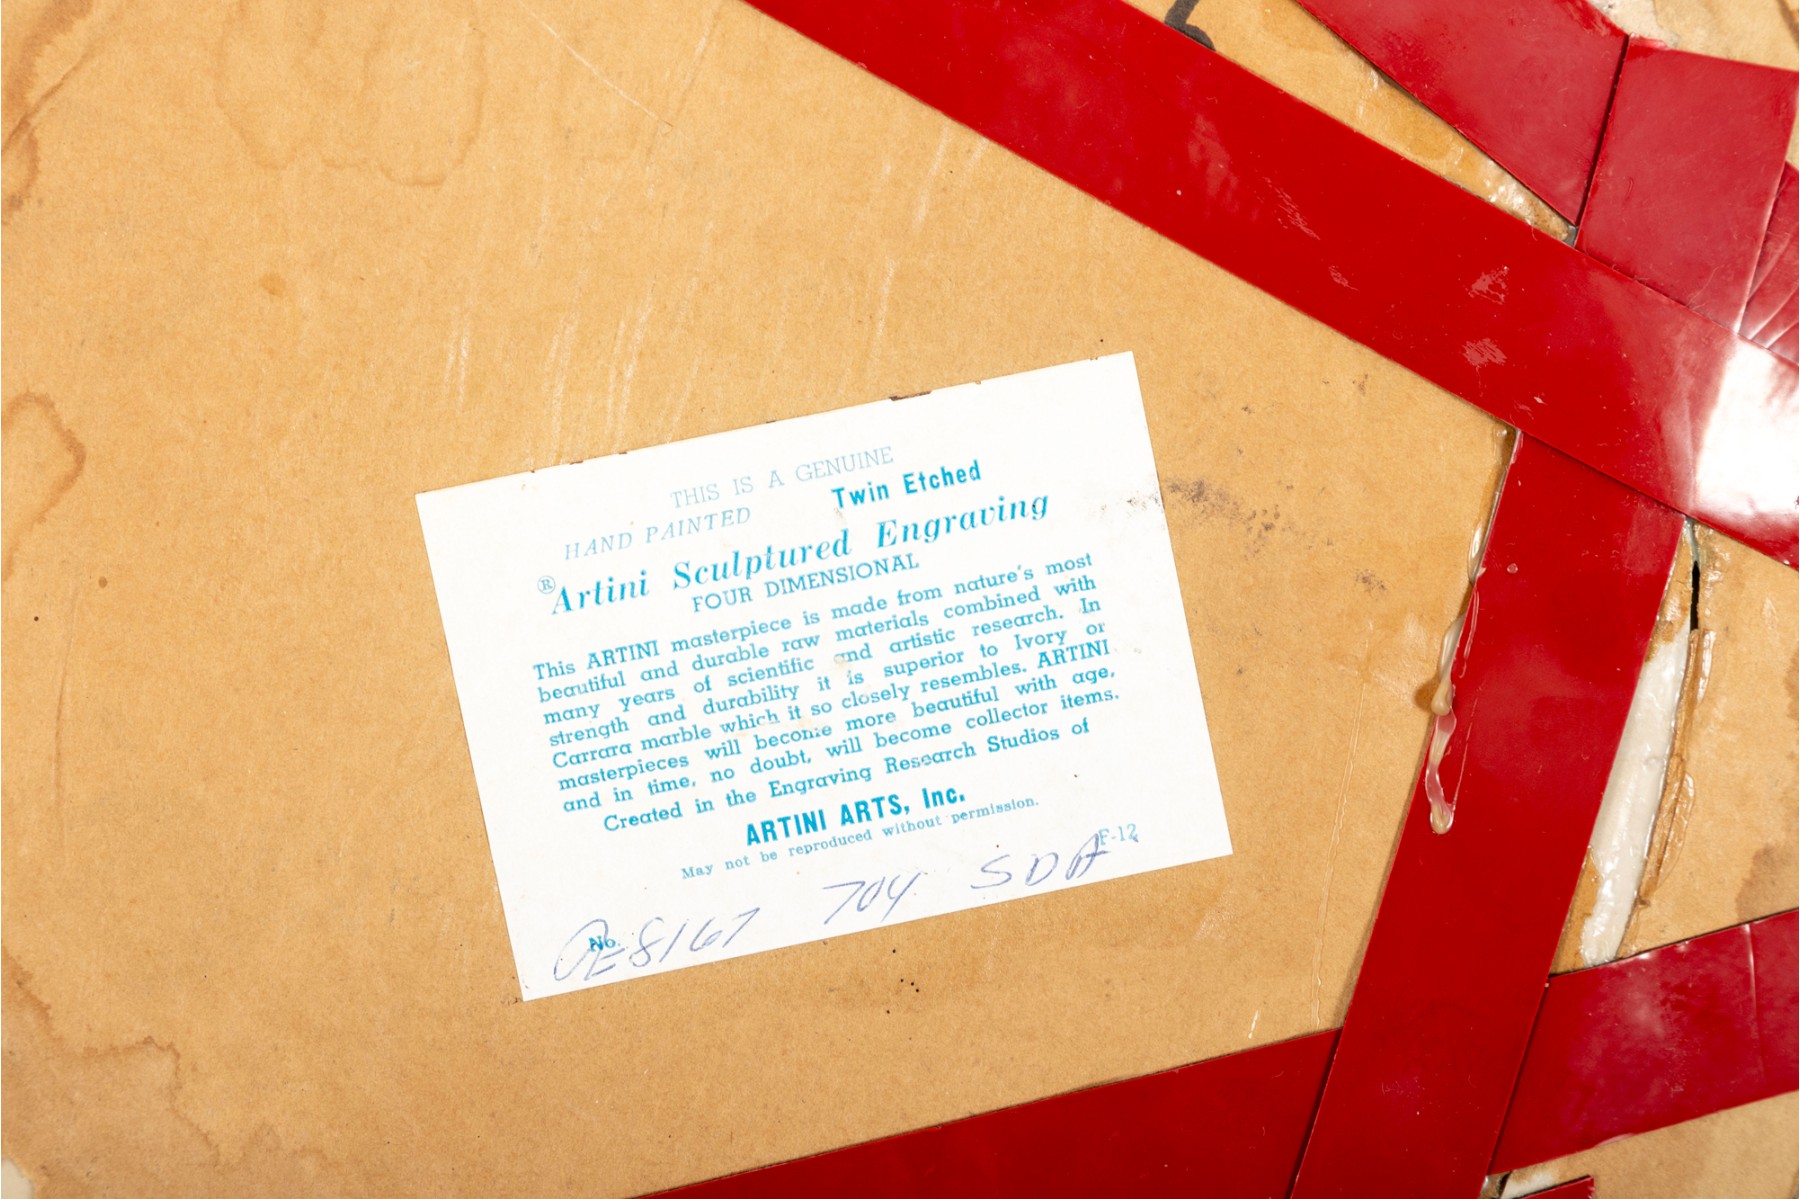 THIS IS A GENUINE
HAND PAINTED Twin Etched
® Artini Sculptured Engraving
FOUR DIMENSIONAL
This ARTINI masterpiece is made from nature's most
beautiful and durable raw materials combined with
many years of scientific and artistic research. In
strength and durability it is superior to Ivory or
Carrara marble which it so closely resembles. ARTINI
masterpieces will become more beautiful with age,
and in time, no doubt, will become collector items.
Created in the Engraving Research Studios of
ARTINI ARTS, Inc.
May not be reproduced without permission.
F-12
No. 8167 704 SDA